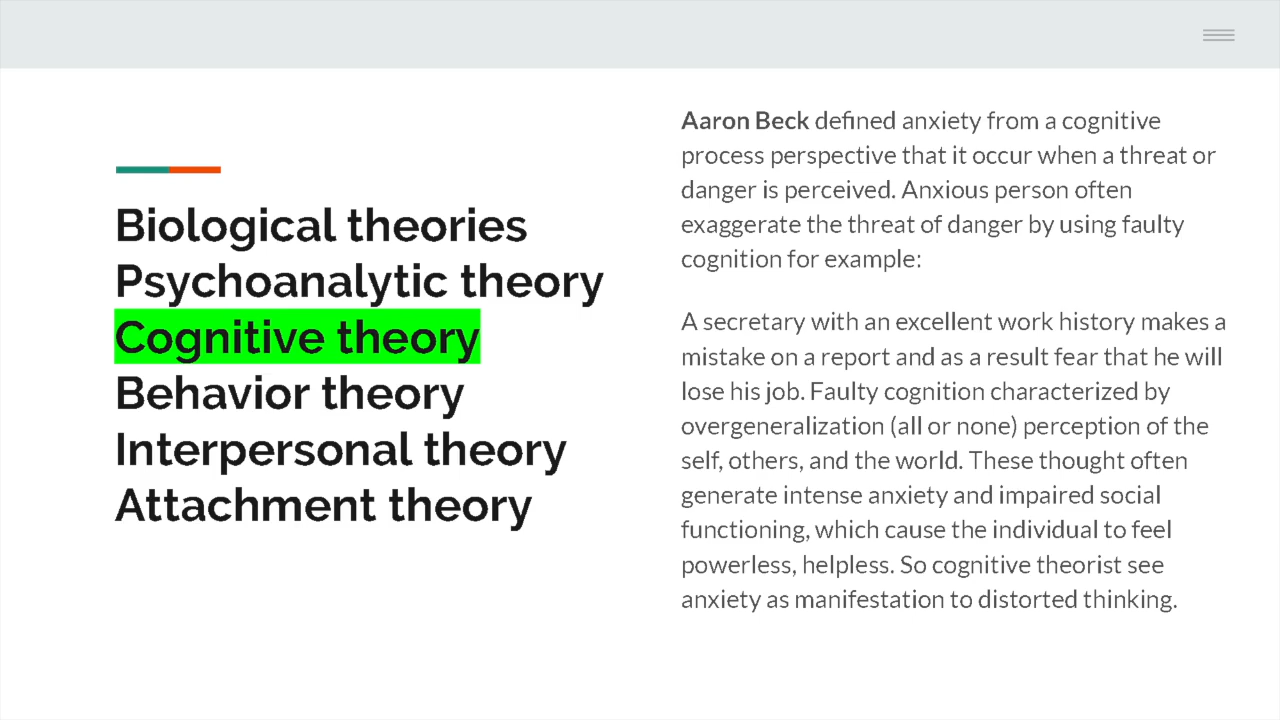 Biological theories
Psychoanalytic theory
Cognitive theory
Behavior theory
Interpersonal theory
Attachment theory
Aaron Beck defined anxiety from a cognitive
process perspective that it occur when a threat or
danger is perceived. Anxious person often
exaggerate the threat of danger by using faulty
cognition for example:
A secretary with an excellent work history makes a
mistake on a report and as a result fear that he will
lose his job. Faulty cognition characterized by
overgeneralization (all or none) perception of the
self, others, and the world. These thought often
generate intense anxiety and impaired social
functioning, which cause the individual to feel
powerless, helpless. So cognitive theorist see
anxiety as manifestation to distorted thinking.